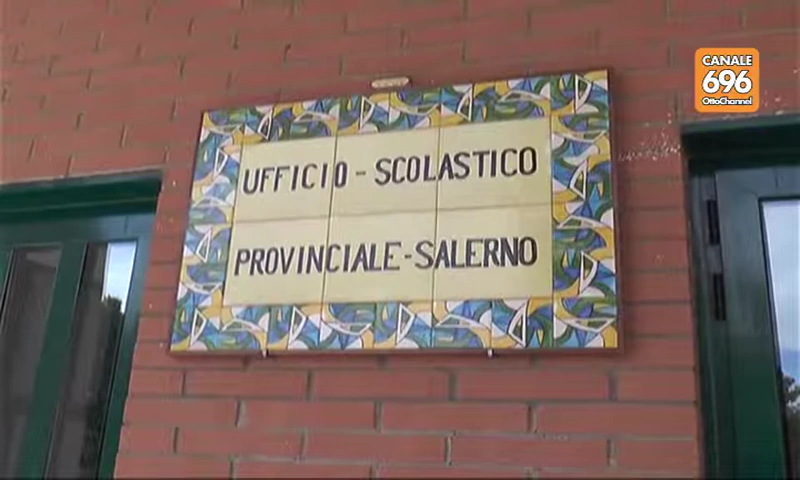 CANALE
696
OttoChannel
UFFICIO - SCOLASTICO
PROVINCIALE - SALERNO